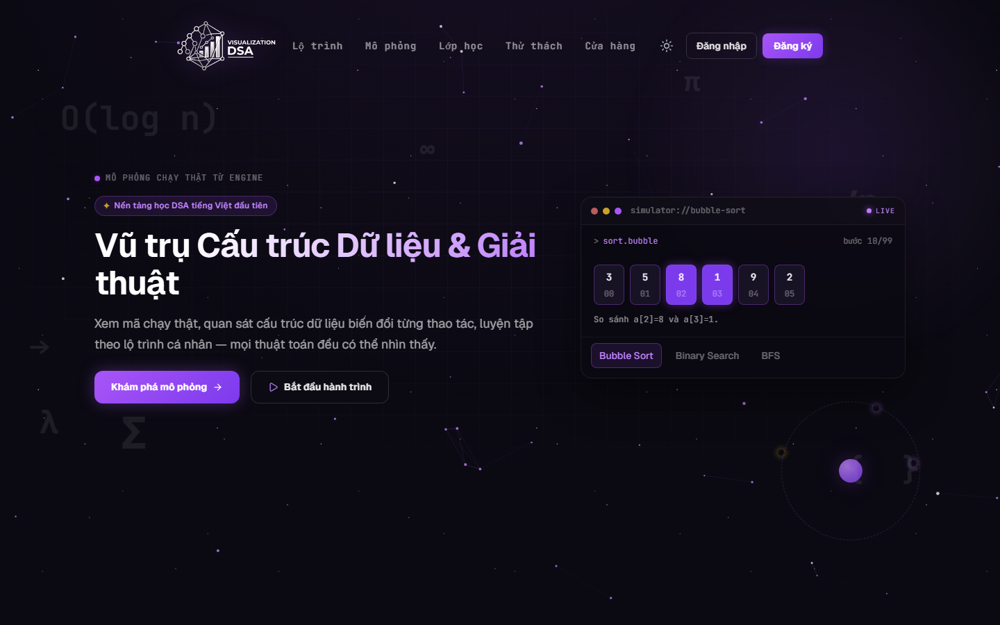 VISUALIZATION
DSA
Lộ trình
Mô phỏng
Lớp học
Thử thách
Cửa hàng
Đăng nhập
Đăng ký
π
O(log n)
∞
MÔ PHỎNG CHẠY THẬT TỪ ENGINE
✦ Nền tảng học DSA tiếng Việt đầu tiên
Vũ trụ Cấu trúc Dữ liệu & Giải
thuật
Xem mã chạy thật, quan sát cấu trúc dữ liệu biến đổi từng thao tác, luyện tập
theo lộ trình cá nhân — mọi thuật toán đều có thể nhìn thấy.
Khám phá mô phỏng →
Bắt đầu hành trình
simulator://bubble-sort
LIVE
> sort.bubble
bước 10/99
3 5 8 1 9 2
00 01 02 03 04 05
So sánh a[2]=8 và a[3]=1.
Bubble Sort
Binary Search
BFS
→
λ
Σ
{ }